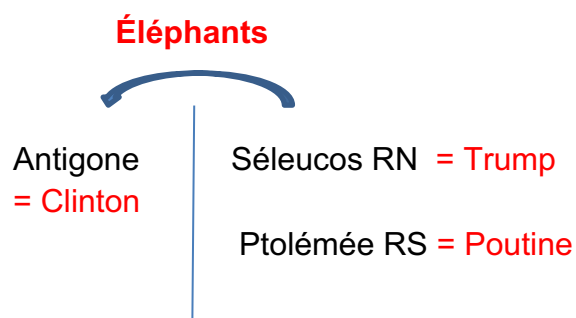 Éléphants
Antigone
= Clinton
Séleucos RN = Trump
Ptolémée RS = Poutine